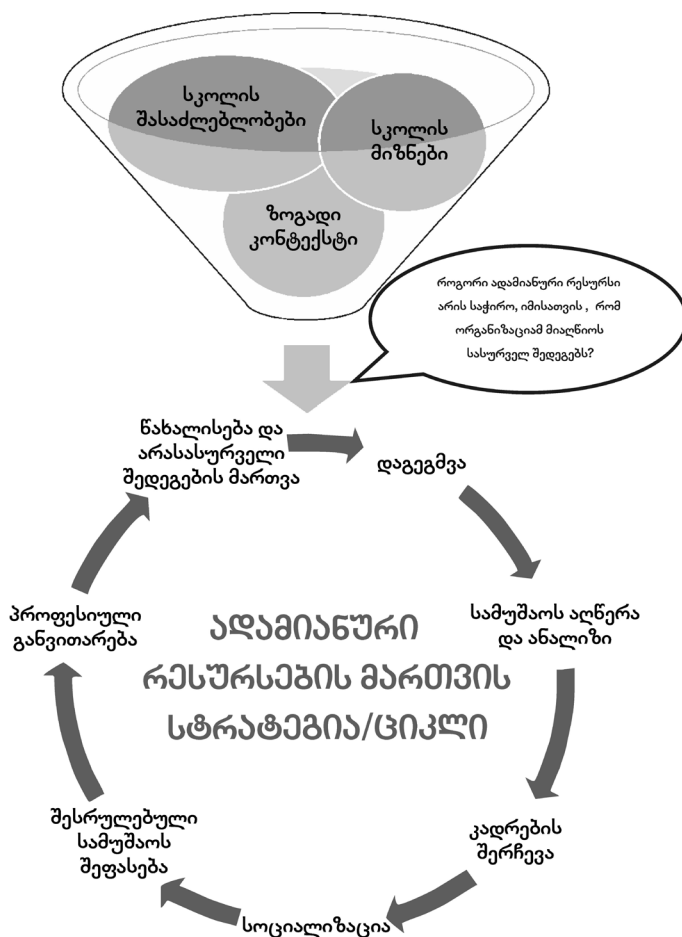 სკოლის
შასაძლებლობები
სკოლის
მიზნები
ზოგადი
კონტექსტი
როგორი ადამიანური რესურსი
არის საჭირო, იმისათვის , რომ
ორგანიზაციამ მიაღწიოს
სასურველ შედეგებს?
წახალისება და
არასასურველი
შედეგების მართვა
დაგეგმვა
სამუშაოს აღწერა
და ანალიზი
კადრების
შერჩევა
სოციალიზაცია
შესრულებული
სამუშაოს
შეფასება
პროფესიული
განვითარება
ადამიანური
რესურსების მართვის
სტრატეგია/ციკლი